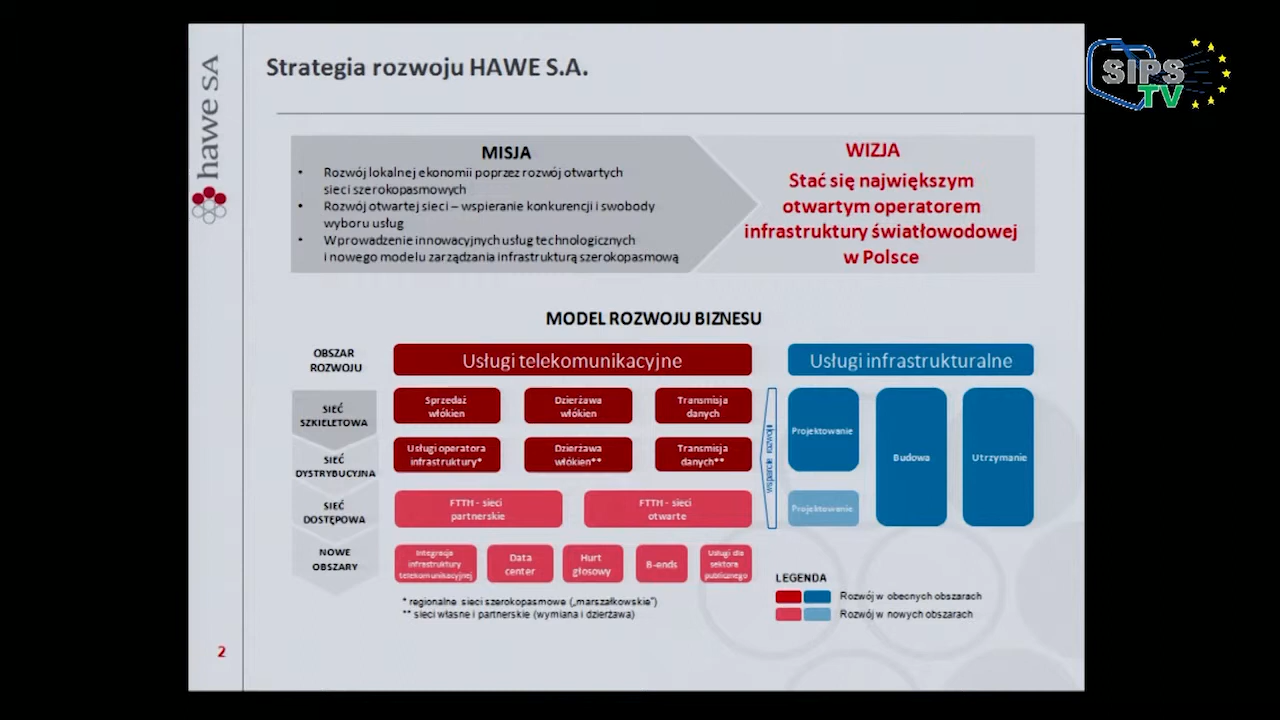 Strategia rozwoju HAWE S.A.
SIPS
TV
hawe SA
MISJA
• Rozwój lokalnej ekonomii poprzez rozwój otwartych
sieci szerokopasmowych
• Rozwój otwartej sieci – wspieranie konkurencji i swobody
wyboru usług
• Wprowadzenie innowacyjnych usług technologicznych
i nowego modelu zarządzania infrastrukturą szerokopasmową
WIZJA
Stać się największym
otwartym operatorem
infrastruktury światłowodowej
w Polsce
MODEL ROZWOJU BIZNESU
OBSZAR
ROZWOJU
Usługi telekomunikacyjne
Usługi infrastrukturalne
SIEĆ
SZKIELETOWA
Sprzedaż
włókien
Dzierżawa
włókien
Transmisja
danych
SIEĆ
DYSTRYBUCYJNA
Usługi operatora
infrastruktury*
Dzierżawa
włókien**
Transmisja
danych**
wsparcie rozwoju
Projektowanie
Budowa
Utrzymanie
SIEĆ
DOSTĘPOWA
FTTH - sieci
partnerskie
FTTH - sieci
otwarte
Projektowanie
NOWE
OBSZARY
Integracja
infrastruktury
telekomunikacyjnej
Data
center
Hurt
głosowy
B-ends
Usługi dla
sektora
publicznego
* regionalne sieci szerokopasmowe („marszałkowskie”)
** sieci własne i partnerskie (wymiana i dzierżawa)
LEGENDA
Rozwój w obecnych obszarach
Rozwój w nowych obszarach
2